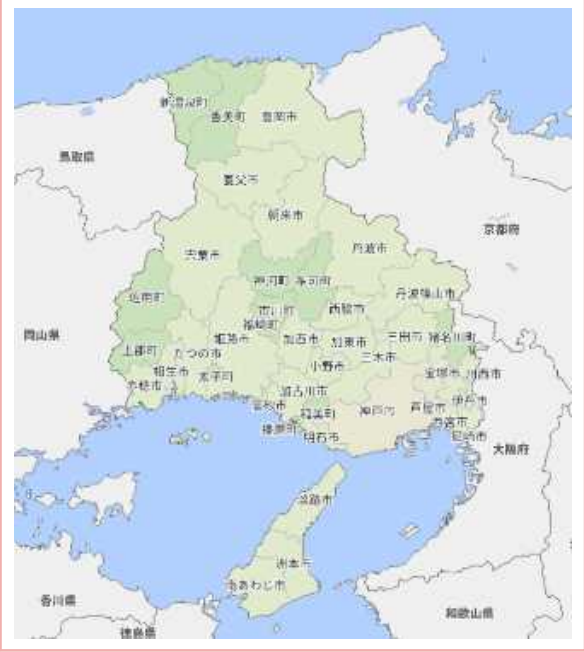 新温泉町
香美町
豊岡市
鳥取県
養父市
京都府
朝来市
丹波市
宍粟市
神河町
多可町
佐用町
丹波篠山市
市川町
西脇市
福崎町
岡山県
姫路市
加西市
加東市
三田市
猪名川町
上郡町
たつの市
三木市
小野市
相生市
太子町
宝塚市
川西市
赤穂市
加古川市
伊丹市
高砂市
稲美町
神戸市
芦屋市
西宮市
播磨町
明石市
尼崎市
大阪府
淡路市
洲本市
南あわじ市
香川県
和歌山県
徳島県